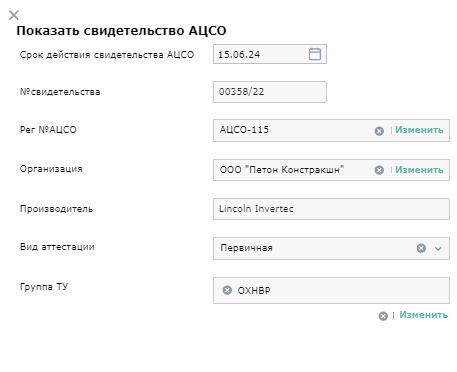 Показать свидетельство АЦСО
Срок действия свидетельства АЦСО 15.06.24
№свидетельства 00358/22
Рег №АЦСО АЦСО-115 Изменить
Организация ООО "Петон Констракшн" Изменить
Производитель Lincoln Invertec
Вид аттестации Первичная
Группа ТУ ОХНВР
Изменить